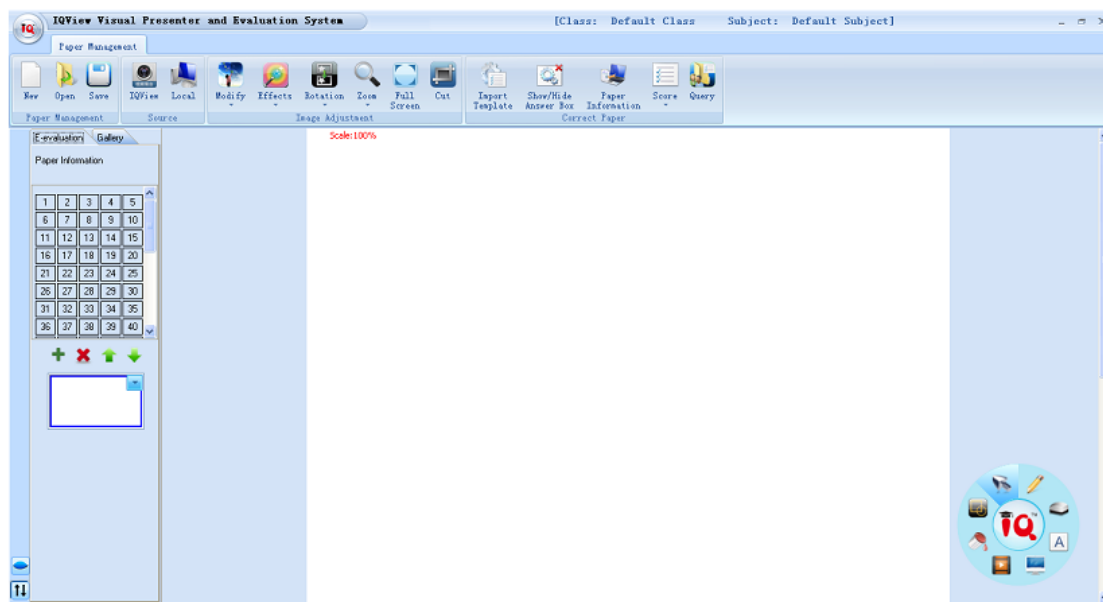 IQView Visual Presenter and Evaluation System [Class: Default Class Subject: Default Subject]
Paper Management
New Open Save IQView Local Modify Effects Rotation Zoom Full Screen Cut Import Template Show/Hide Answer Box Paper Information Score Query
Paper Management Source Image Adjustment Correct Paper
E-evaluation Gallery Scale:100%
Paper Information
1 2 3 4 5
6 7 8 9 10
11 12 13 14 15
16 17 18 19 20
21 22 23 24 25
26 27 28 29 30
31 32 33 34 35
36 37 38 39 40
IQ
A